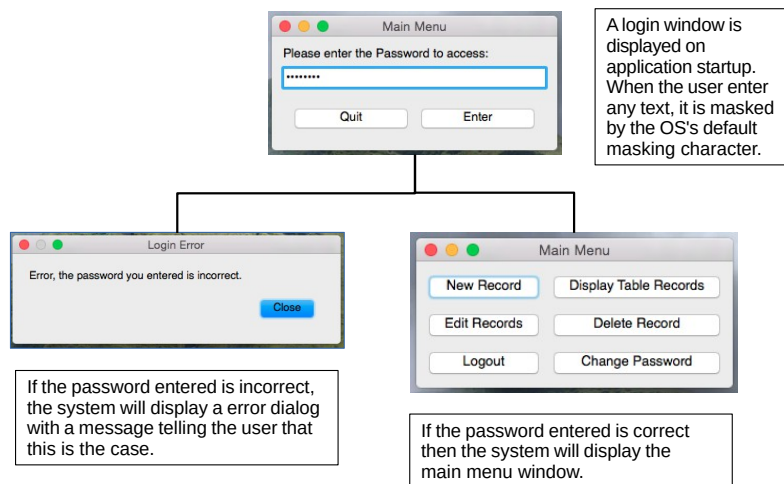 Main Menu
Please enter the Password to access:
••••••••
Quit Enter
A login window is
displayed on
application startup.
When the user enter
any text, it is masked
by the OS's default
masking character.
Login Error
Error, the password you entered is incorrect.
Close
Main Menu
New Record Display Table Records
Edit Records Delete Record
Logout Change Password
If the password entered is incorrect,
the system will display a error dialog
with a message telling the user that
this is the case.
If the password entered is correct
then the system will display the
main menu window.